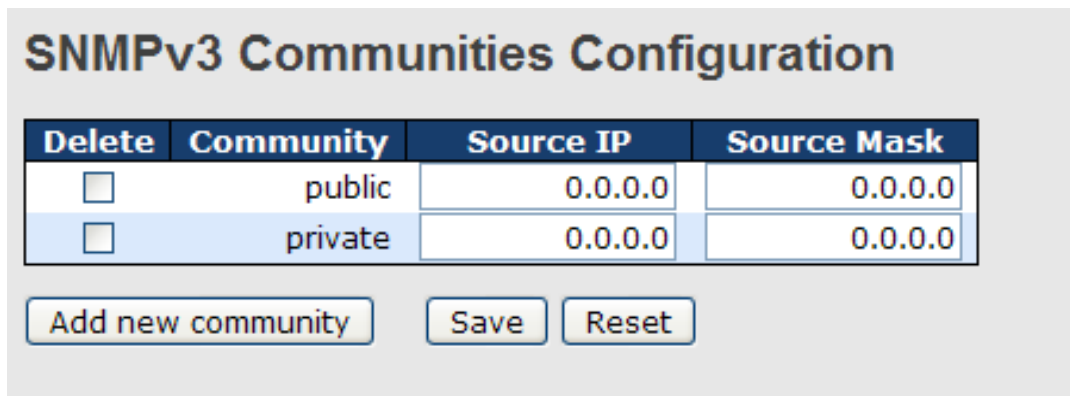 SNMPv3 Communities Configuration
Delete Community Source IP Source Mask
public 0.0.0.0 0.0.0.0
private 0.0.0.0 0.0.0.0
Add new community Save Reset